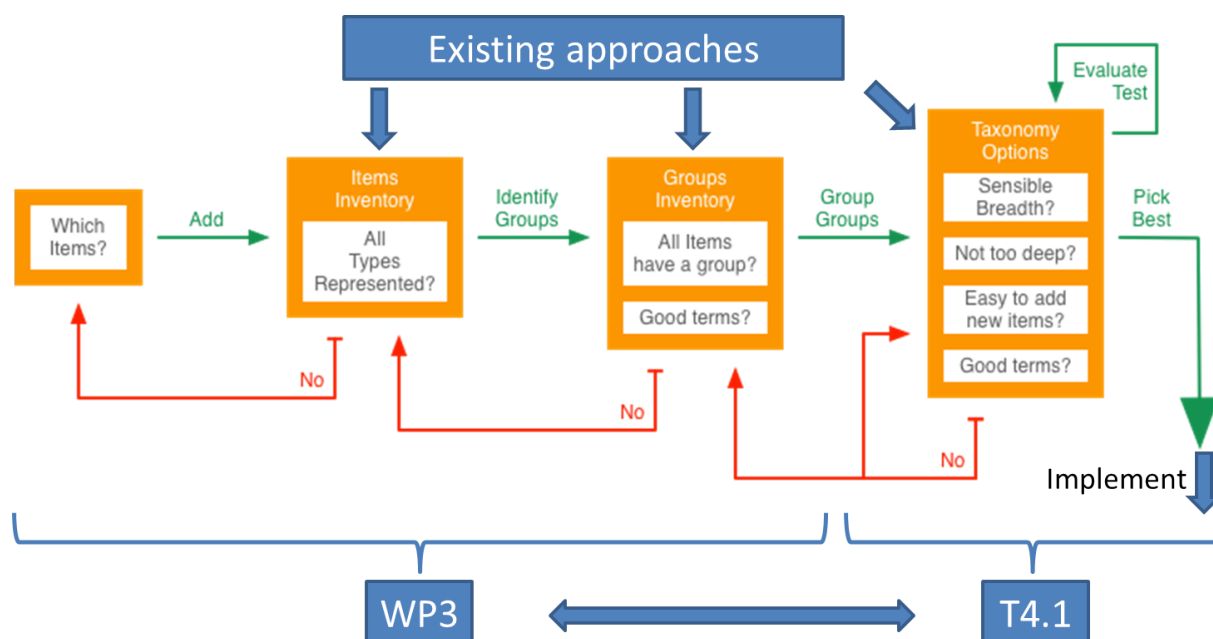 Existing approaches
Evaluate
Test
Which
Items?
Add
Items
Inventory
All
Types
Represented?
Identify
Groups
Groups
Inventory
All Items
have a group?
Good terms?
Group
Groups
Taxonomy
Options
Sensible
Breadth?
Not too deep?
Easy to add
new items?
Good terms?
Pick
Best
No
No
No
Implement
WP3
T4.1